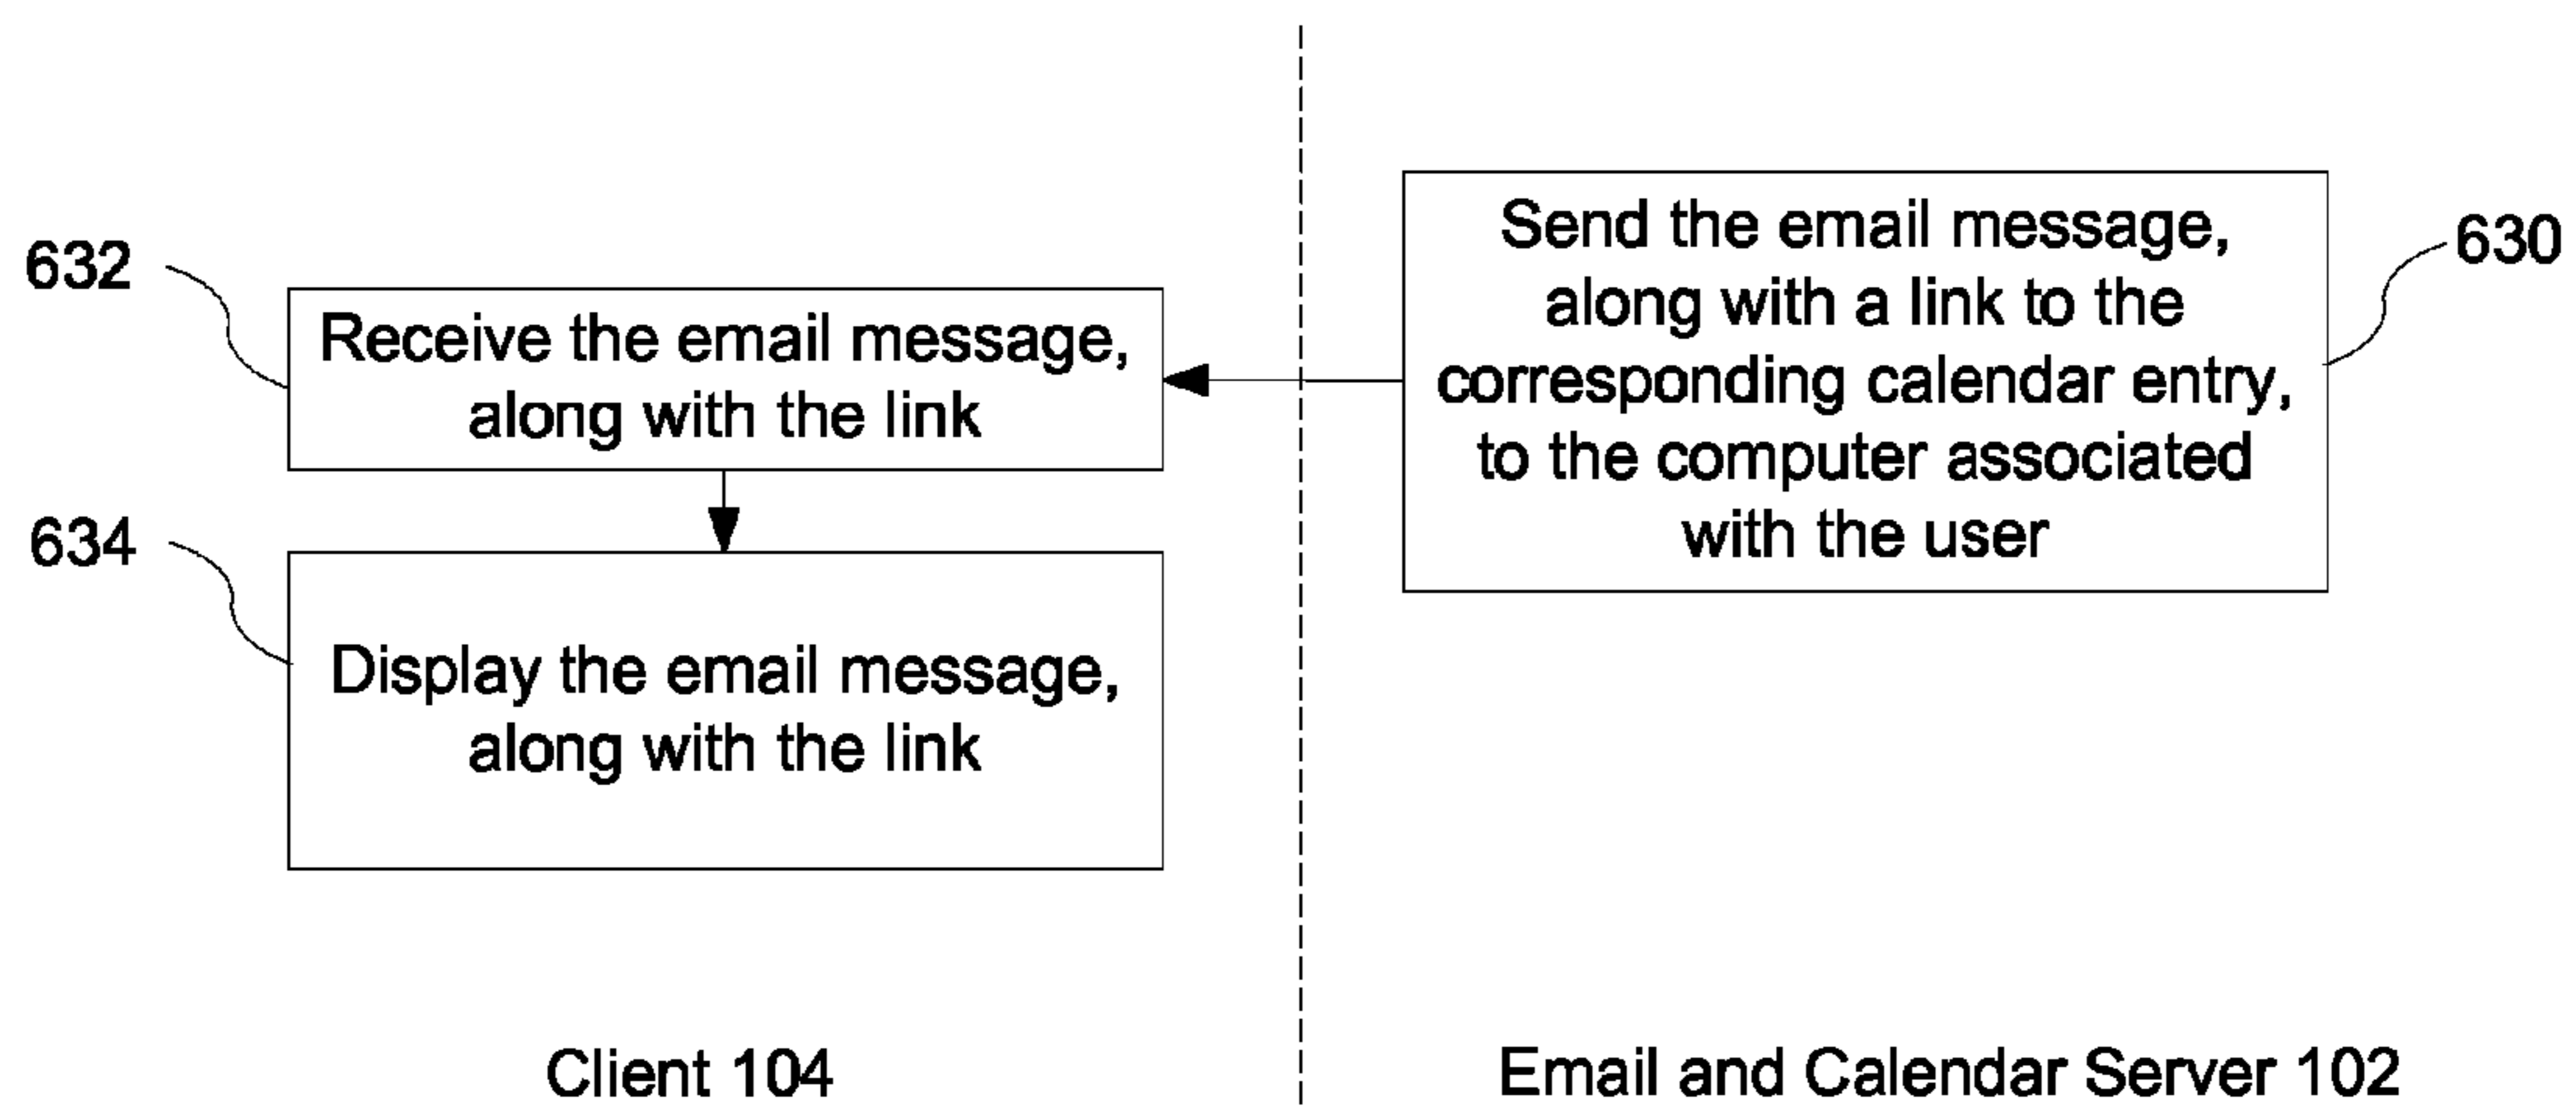 632
Receive the email message,
along with the link
634
Display the email message,
along with the link
Send the email message,
along with a link to the
corresponding calendar entry,
to the computer associated
with the user
630
Client 104
Email and Calendar Server 102